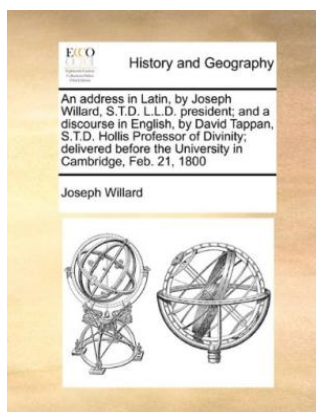 ECCO
History and Geography
An address in Latin, by Joseph
Willard, S.T.D. L.L.D. president; and a
discourse in English, by David Tappan,
S.T.D. Hollis Professor of Divinity;
delivered before the University in
Cambridge, Feb. 21, 1800
Joseph Willard